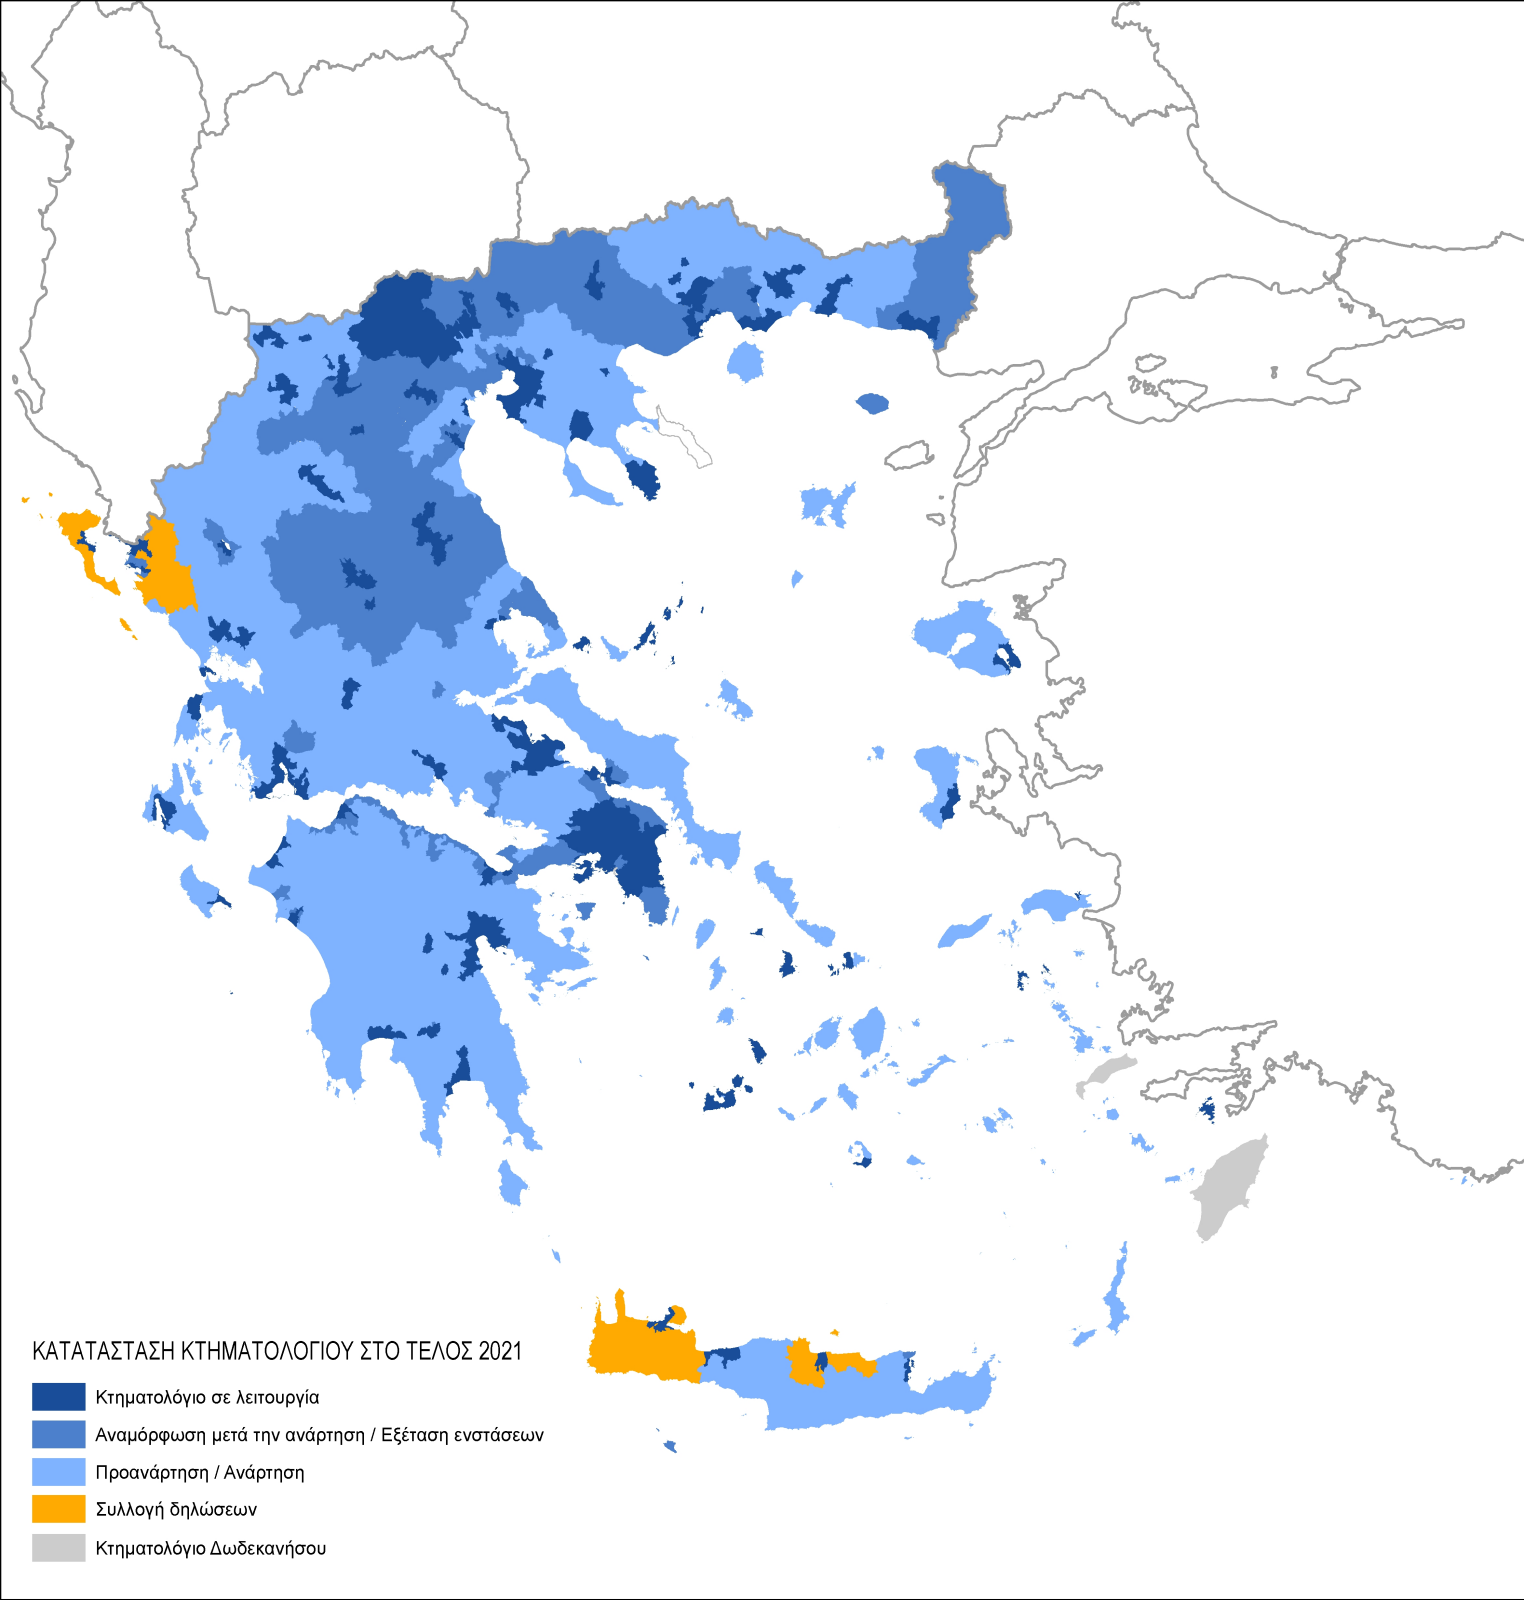 ΚΑΤΑΤΑΣΤΑΣΗ ΚΤΗΜΑΤΟΛΟΓΙΟΥ ΣΤΟ ΤΕΛΟΣ 2021
Κτηματολόγιο σε λειτουργία
Αναμόρφωση μετά την ανάρτηση / Εξέταση ενστάσεων
Προανάρτηση / Ανάρτηση
Συλλογή δηλώσεων
Κτηματολόγιο Δωδεκανήσου